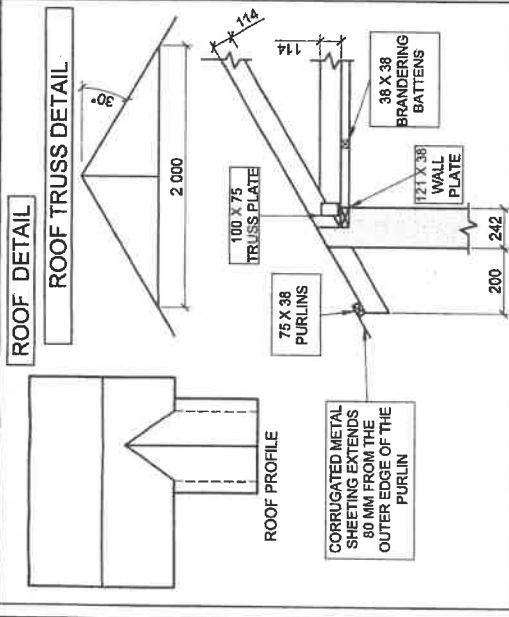 ROOF DETAIL
ROOF TRUSS DETAIL
30°
2 000
ROOF PROFILE
114
114
100 X 75
TRUSS PLATE
38 X 38
BRANDERING
BATTENS
75 X 38
PURLINS
121 X 38
WALL
PLATE
CORRUGATED METAL
SHEETING EXTENDS
80 MM FROM THE
OUTER EDGE OF THE
PURLIN
200
242